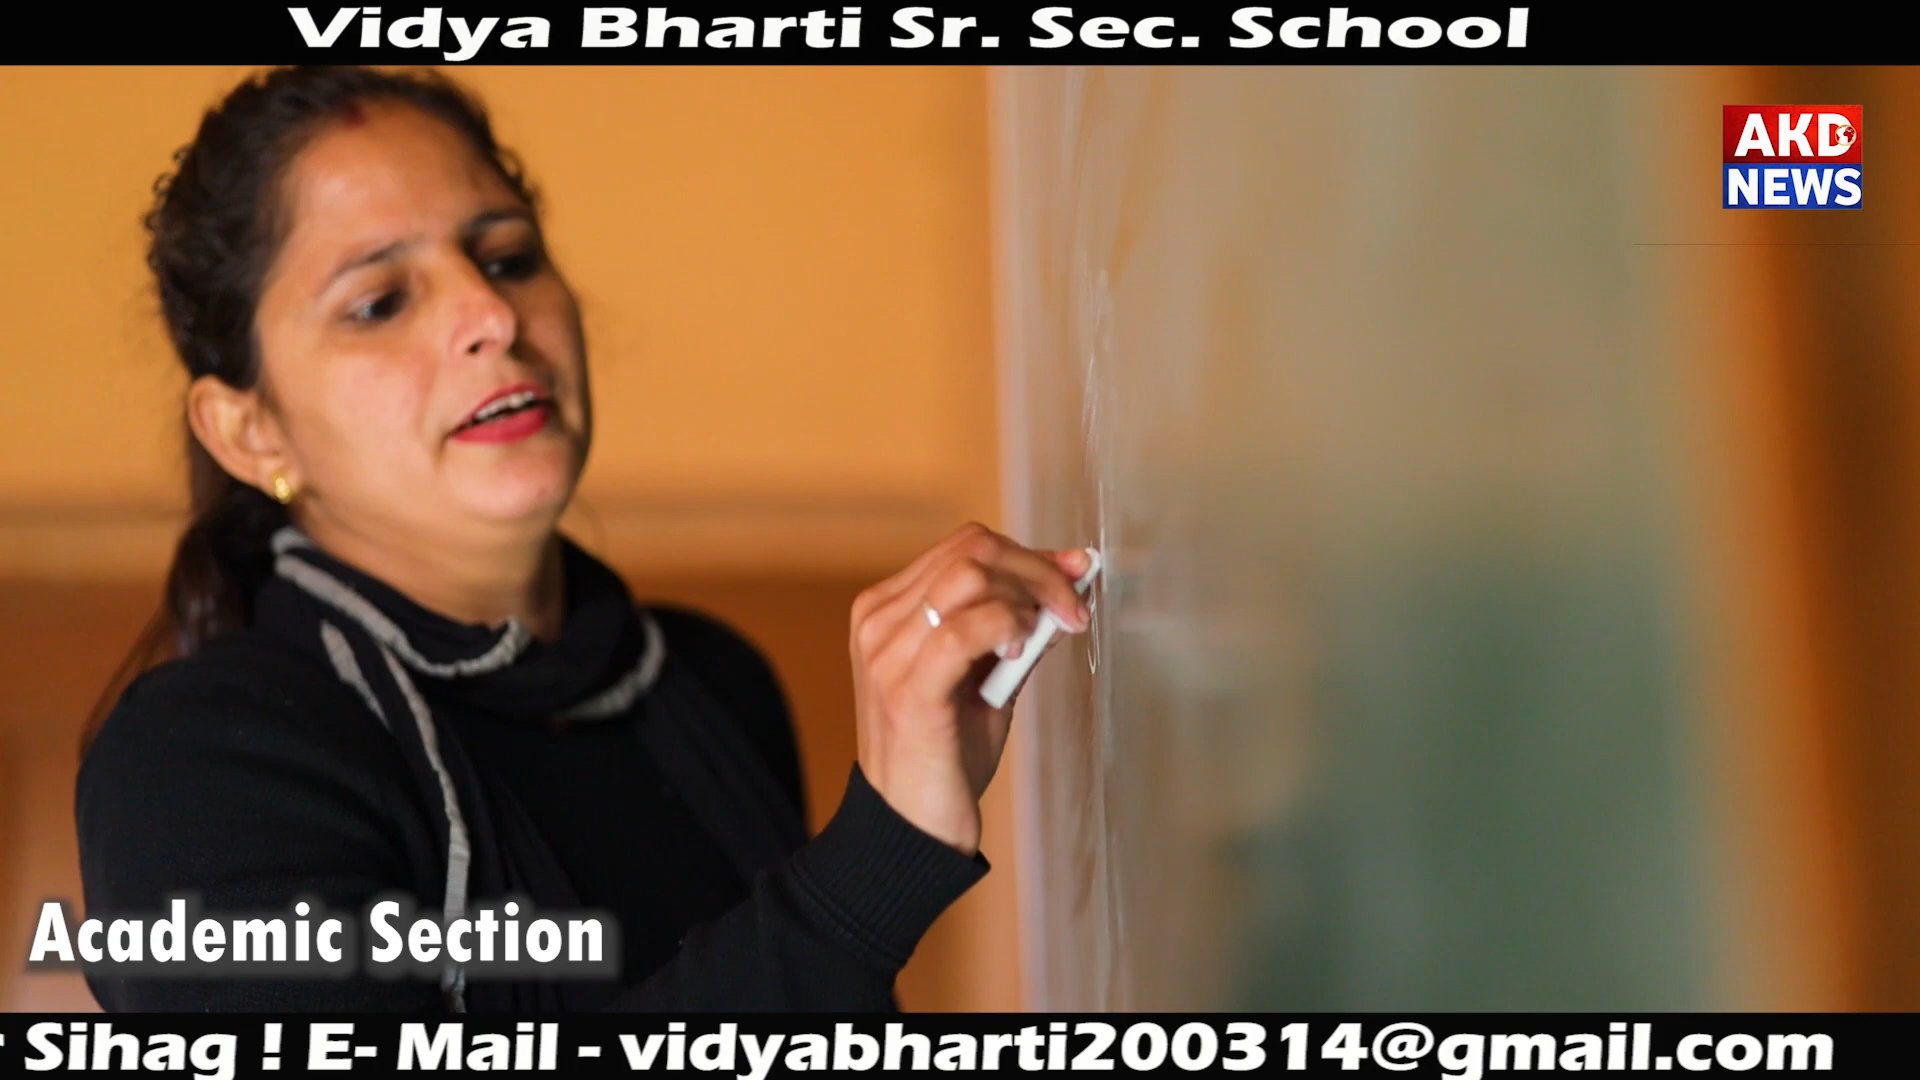 Vidya Bharti Sr. Sec. School
AKD
NEWS
Academic Section
Sihag ! E- Mail - vidyabharti200314@gmail.com